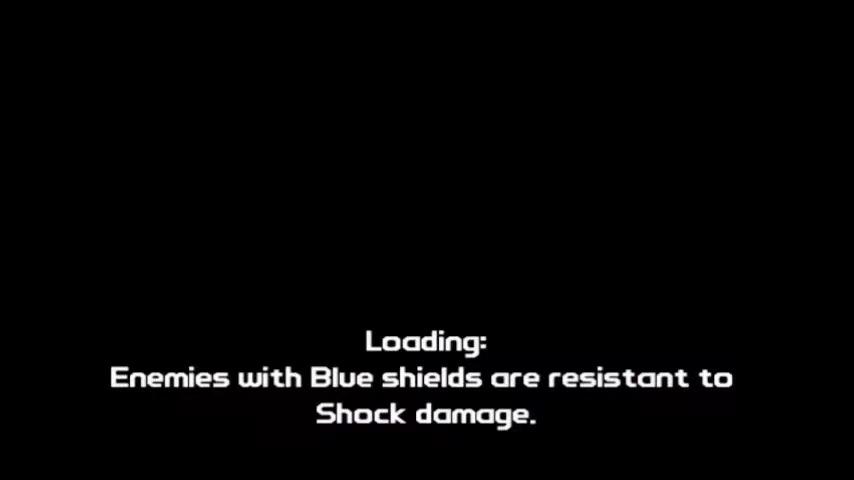 Loading:
Enemies with Blue shields are resistant to
Shock damage.